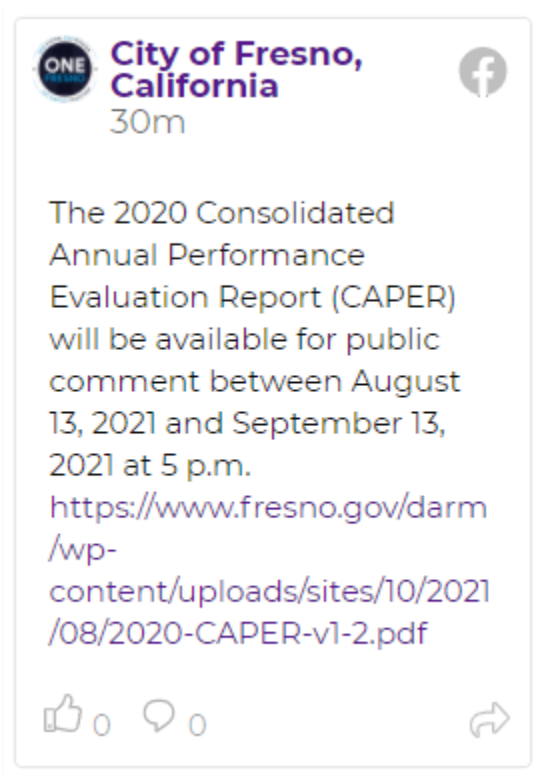 ONE
FRESNO
City of Fresno,
California
30m
The 2020 Consolidated
Annual Performance
Evaluation Report (CAPER)
will be available for public
comment between August
13, 2021 and September 13,
2021 at 5 p.m.
https://www.fresno.gov/darm
/wp-
content/uploads/sites/10/2021
/08/2020-CAPER-v1-2.pdf
0 0